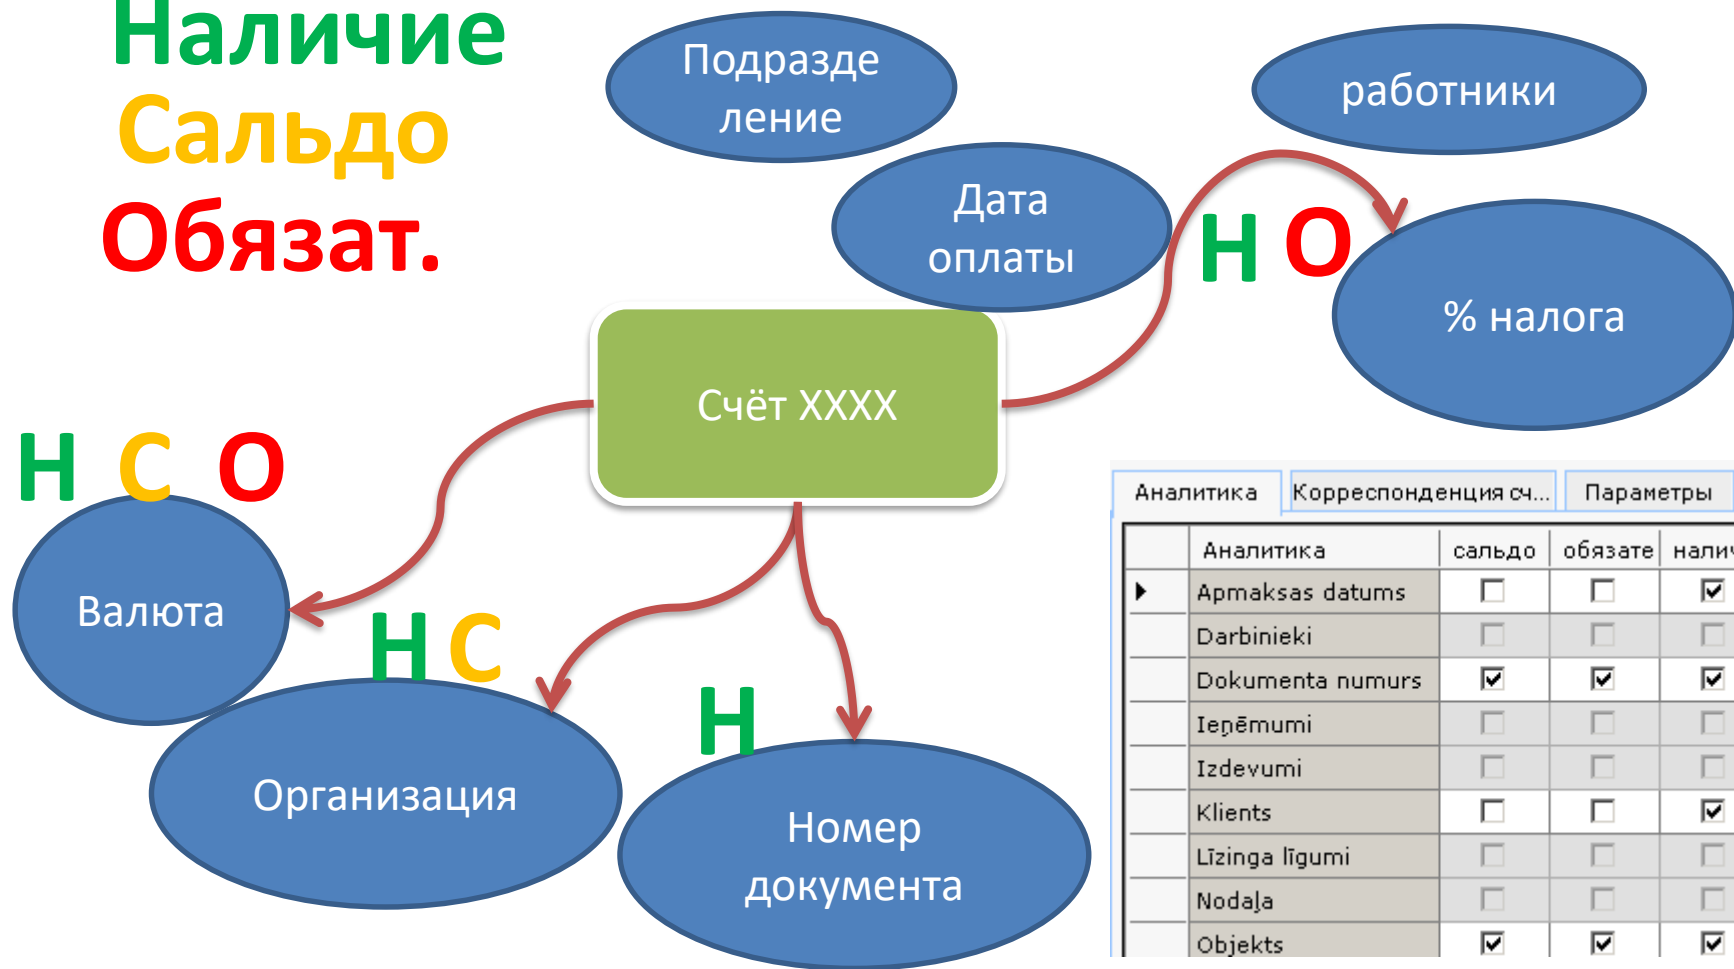 Наличие
Сальдо
Обязат.
Подразде
ление
работники
Дата
оплаты
Н О
% налога
Счёт XXXX
Н С О
Валюта
Н С
Организация
Н
Номер
документа
Аналитика Корреспонденция сч... Параметры
Аналитика сальдо обязате налич
Apmaksas datums
Darbinieki
Dokumenta numurs
Ieņēmumi
Izdevumi
Klients
Līzinga līgumi
Nodaļa
Objekts